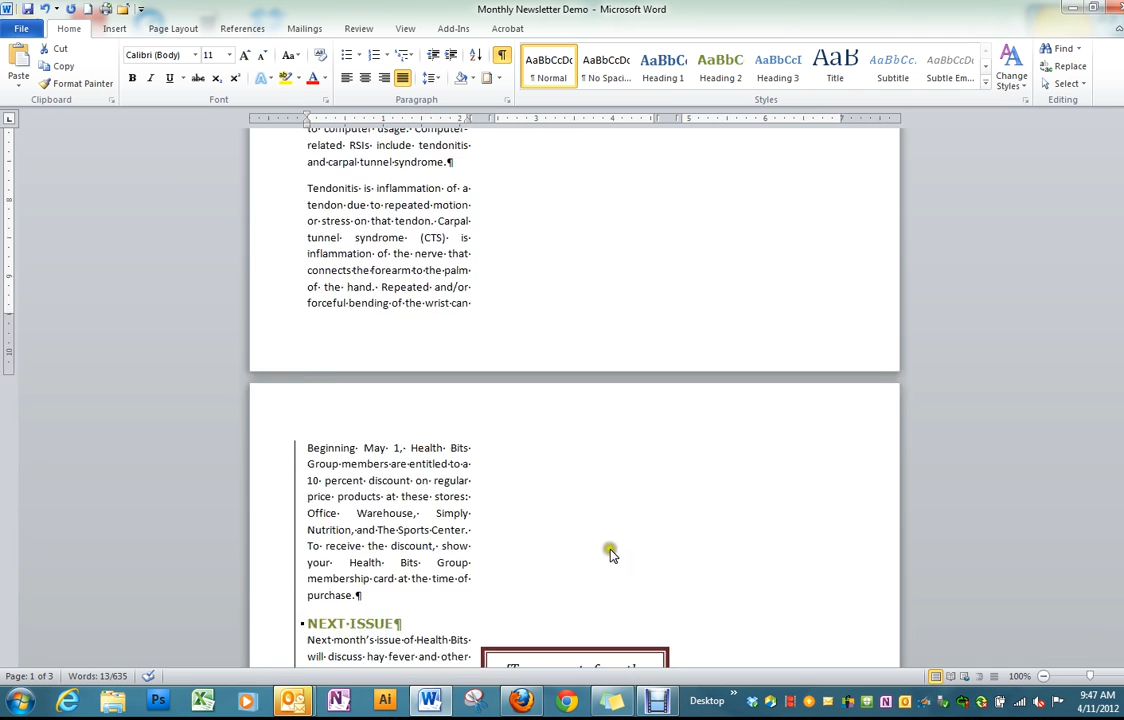 Monthly Newsletter Demo - Microsoft Word
File Home Insert Page Layout References Mailings Review View Add-Ins Acrobat
Cut
Copy
Format Painter
Paste
Calibri (Body) 11
AaBbCcDc AaBbCcDc AaBbC( AaBbC AaBbCcI AaB AaBbCc. AaBbCcDc
¶ Normal ¶ No Spaci... Heading 1 Heading 2 Heading 3 Title Subtitle Subtle Em...
Change Styles
Find
Replace
Select
Clipboard Font Paragraph Styles Editing
to·computer·usage.·Computer-
related RSIs include tendonitis
and·carpal·tunnel·syndrome.¶
Tendonitis· is· inflammation· of· a·
tendon· due· to· repeated· motion·
or·stress·on·that·tendon.·Carpal·
tunnel· syndrome· (CTS)· is·
inflammation· of· the· nerve· that·
connects·the·forearm·to·the·palm·
of· the· hand.· Repeated· and/or·
forceful·bending·of·the·wrist·can·
Beginning· May· 1,· Health· Bits·
Group·members·are·entitled·to·a·
10· percent· discount· on· regular·
price· products· at· these· stores:·
Office· Warehouse,· Simply·
Nutrition,·and·The·Sports·Center.·
To· receive· the· discount,· show·
your· Health· Bits· Group·
membership·card·at·the·time·of·
purchase.¶
NEXT·ISSUE¶
Next·month's·issue·of·Health·Bits·
will· discuss· hay· fever· and· other·
Page: 1 of 3 Words: 13/635 100%
Desktop
9:47 AM
4/11/2012